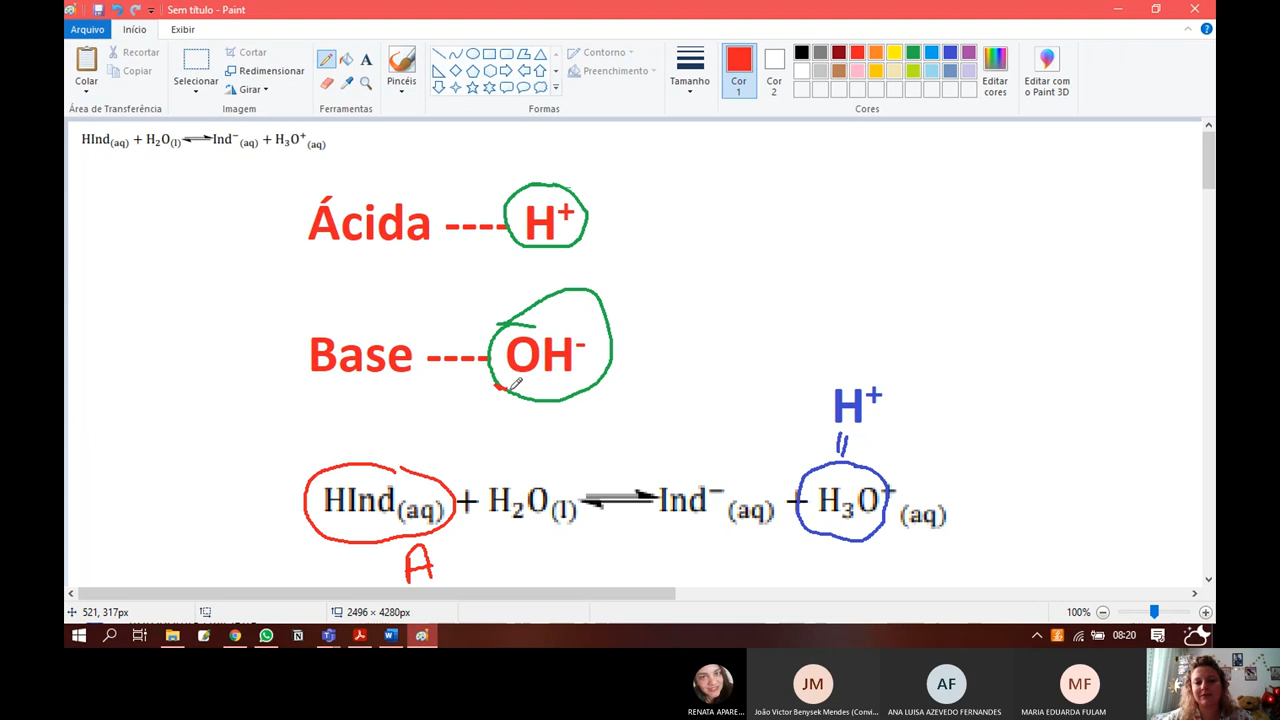 Sem título - Paint
Arquivo Início Exibir
Colar
Recortar
Copiar
Área de Transferência
Selecionar
Cortar
Redimensionar
Girar
Imagem
A
Ferramentas
Pincéis
Contorno
Preenchimento
Formas
Tamanho
Cor 1
Cor 2
Editar cores
Cores
Editar com o Paint 3D
HInd(aq) + H₂O(l) ⇌ Ind⁻(aq) + H₃O⁺(aq)
Ácida ---- H⁺
Base ---- OH⁻
H⁺
HInd(aq) + H₂O(l) ⇌ Ind⁻(aq) + H₃O⁺(aq)
A
521, 317px
2496 × 4280px
100%
08:20
RENATA APARE...
JM
João Victor Benysek Mendes (Convi...
AF
ANA LUISA AZEVEDO FERNANDES
MF
MARIA EDUARDA FULAM